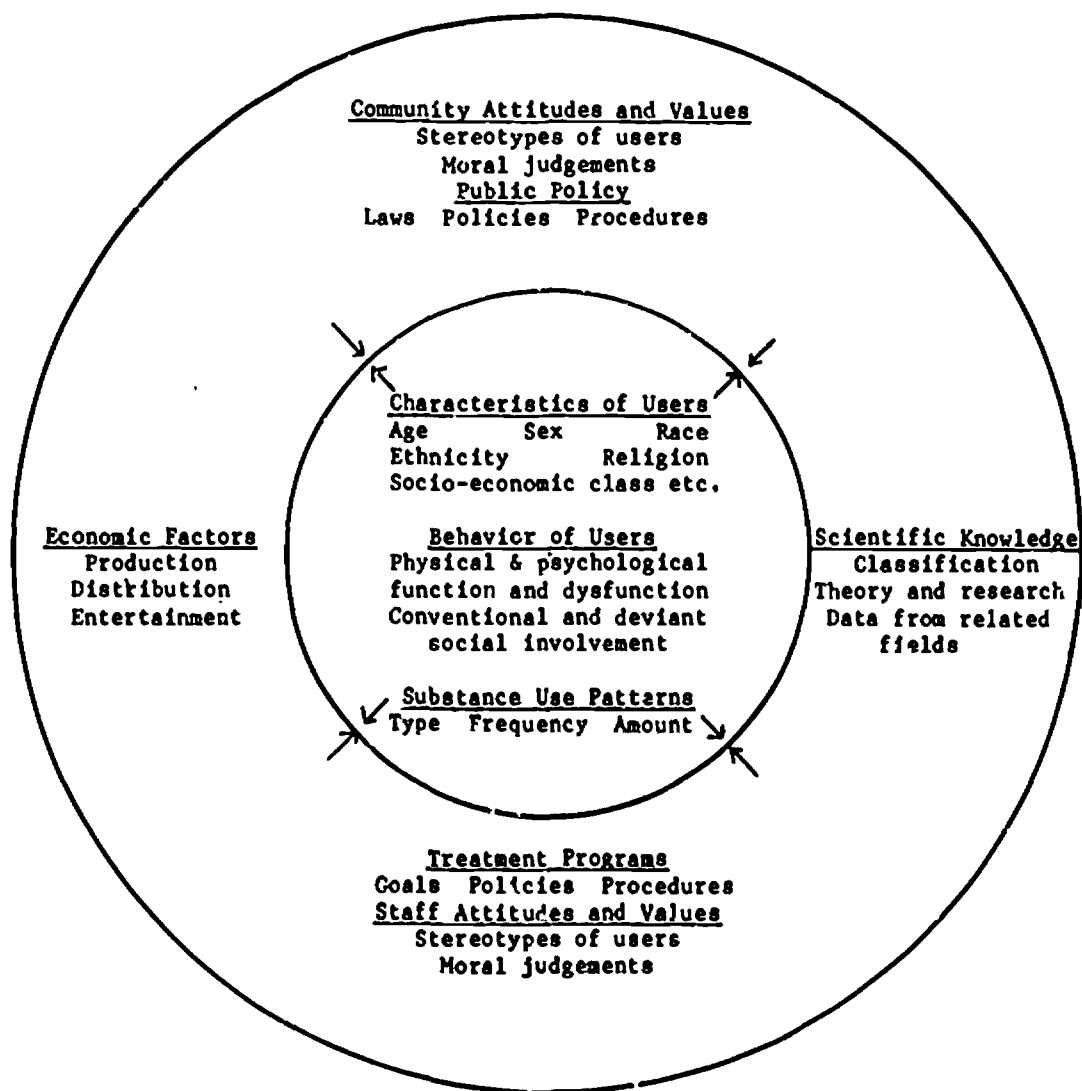 Community Attitudes and Values
Stereotypes of users
Moral judgements
Public Policy
Laws Policies Procedures
Characteristics of Users
Age Sex Race
Ethnicity Religion
Socio-economic class etc.
Economic Factors
Production
Distribution
Entertainment
Behavior of Users
Physical & psychological
function and dysfunction
Conventional and deviant
social involvement
Scientific Knowledge
Classification
Theory and research
Data from related
fields
Substance Use Patterns
Type Frequency Amount
Treatment Programs
Goals Policies Procedures
Staff Attitudes and Values
Stereotypes of users
Moral judgements